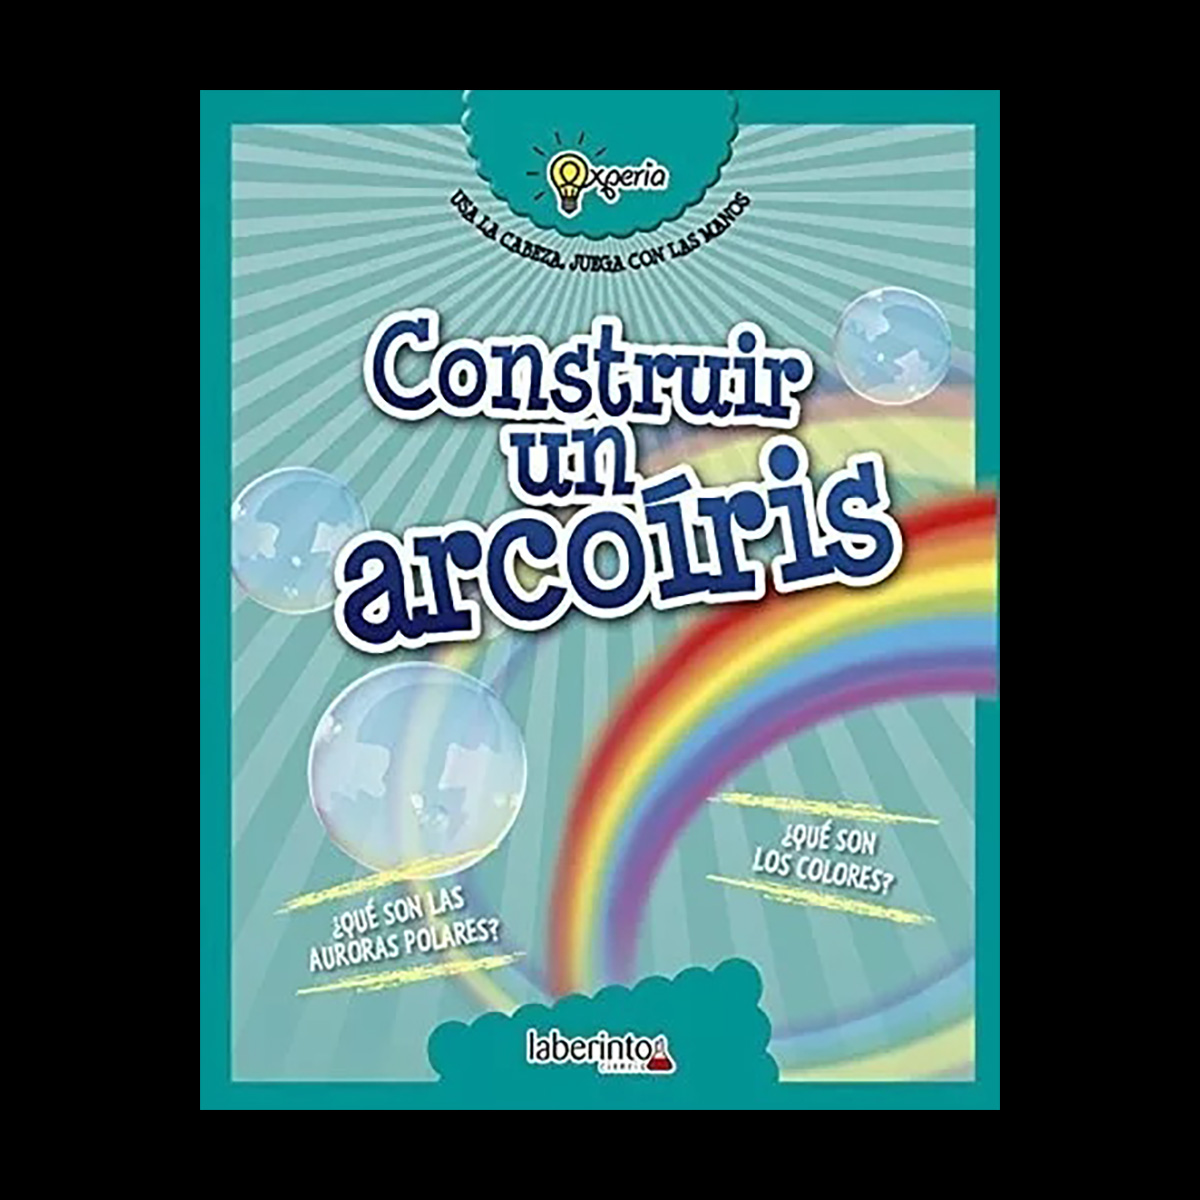 experia
USA LA CABEZA, JUEGA CON LAS MANOS
Construir
un
arcoíris
¿QUÉ SON
LOS COLORES?
¿QUÉ SON LAS
AURORAS POLARES?
laberinto